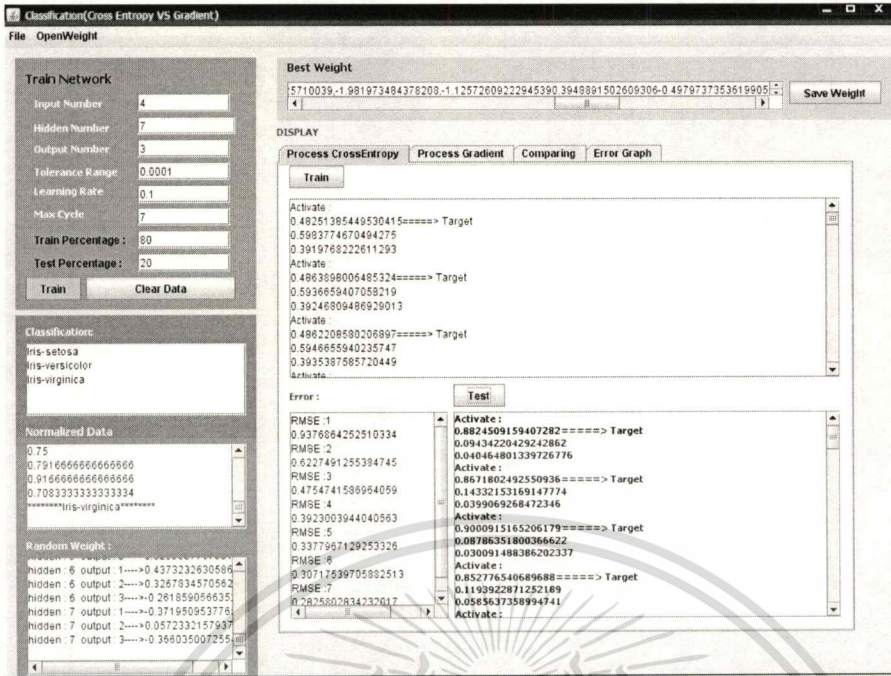 Classification(Cross Entropy VS Gradient)
File OpenWeight
Train Network
Input Number 4
Hidden Number 7
Output Number 3
Tolerance Range 0.0001
Learning Rate 0.1
Max Cycle 7
Train Percentage : 80
Test Percentage : 20
Train Clear Data
Classification:
Iris-setosa
Iris-versicolor
Iris-virginica
Normalized Data
0.75
0.7916666666666666
0.9166666666666666
0.7083333333333334
********Iris-virginica********
Random Weight :
hidden : 6 output : 1---->0.4373232630586
hidden : 6 output : 2---->0.3267834570562
hidden : 6 output : 3---->-0.261859056635
hidden : 7 output : 1---->-0.371950953776
hidden : 7 output : 2---->0.0572332157937
hidden : 7 output : 3---->-0.366035007255
Best Weight
5710039,-1.981973484378208,-1.125726092229453​90.3948891502609306-0.4979737353619905
Save Weight
DISPLAY
Process CrossEntropy Process Gradient Comparing Error Graph
Train
Activate :
0.48251385449530415=====> Target
0.5983774670494275
0.3919768222611293
Activate :
0.4863898006485324=====> Target
0.5936659407058219
0.39246809486929013
Activate :
0.4862208580206897=====> Target
0.5946655940235747
0.3935387585720449
Activate :
Error :
RMSE :1
0.9376864252510334
RMSE :2
0.6227491255384745
RMSE :3
0.4754741586964059
RMSE :4
0.3923003944040563
RMSE :5
0.3377967129253326
RMSE :6
0.30717539705882513
RMSE :7
0.2825802834232017
Test
Activate :
0.8824509159407282=====> Target
0.09434220429242862
0.040464801339726776
Activate :
0.8671802492550936=====> Target
0.14332153169147774
0.0399069268472346
Activate :
0.9000915165206179=====> Target
0.08786351800366622
0.030091488386202337
Activate :
0.852776540689688=====> Target
0.1193922871252189
0.0585637358994741
Activate :